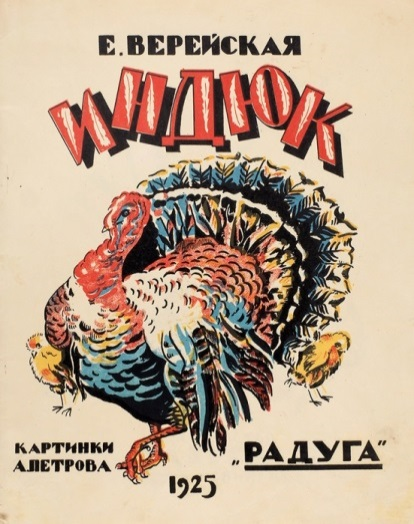 Е. ВЕРЕЙСКАЯ
ИНДЮК
КАРТИНКИ
А.ПЕТРОВА
„РАДУГА“
1925